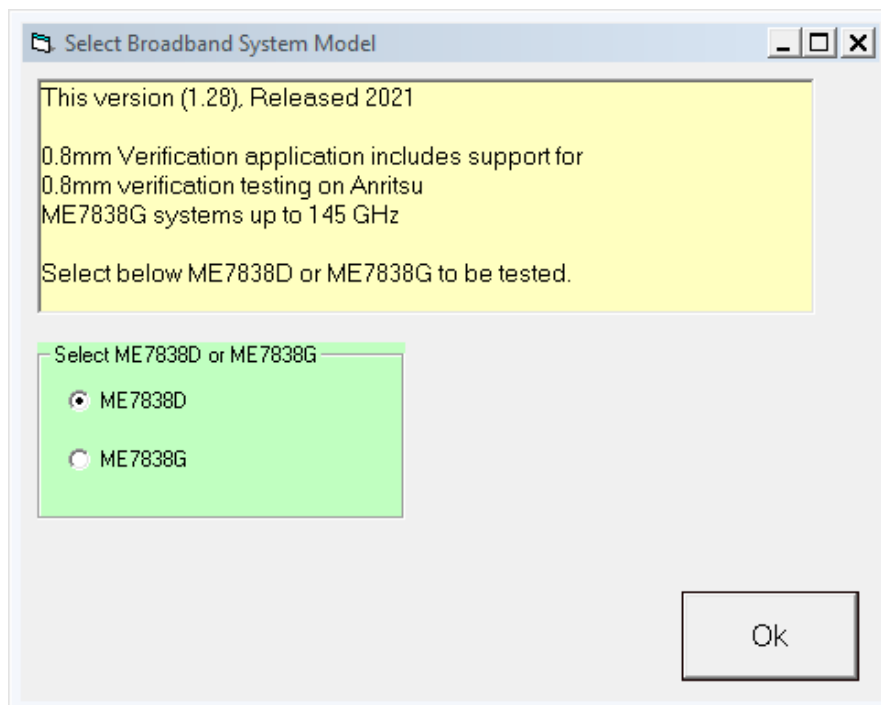 Select Broadband System Model
This version (1.28), Released 2021
0.8mm Verification application includes support for
0.8mm verification testing on Anritsu
ME7838G systems up to 145 GHz
Select below ME7838D or ME7838G to be tested.
Select ME7838D or ME7838G
ME7838D
ME7838G
Ok